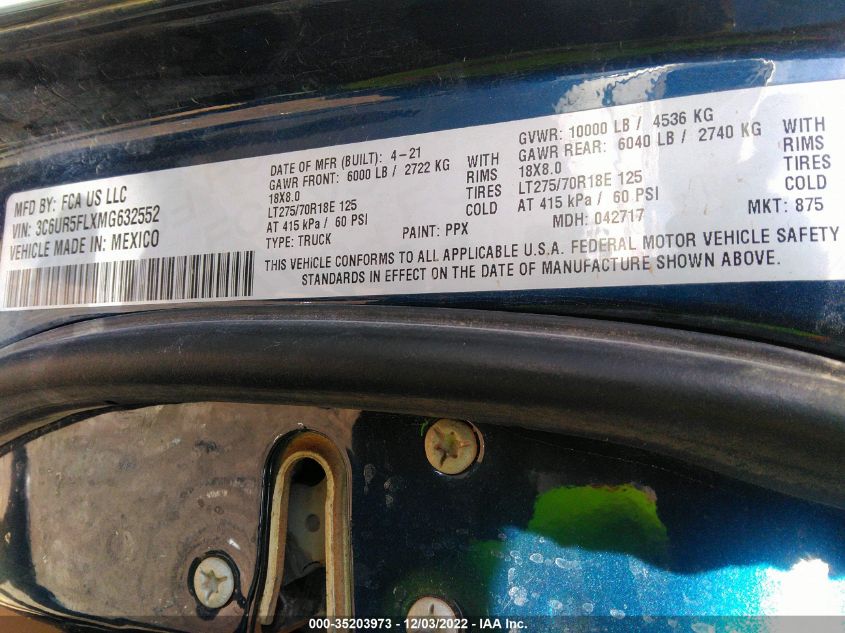 MFD BY: FCA US LLC
VIN: 3C6UR5FLXMG632552
VEHICLE MADE IN: MEXICO
DATE OF MFR (BUILT): 4-21
GAWR FRONT: 6000 LB / 2722 KG WITH
18X8.0 RIMS
LT275/70R18E 125 TIRES
AT 415 kPa / 60 PSI COLD
TYPE: TRUCK
PAINT: PPX
GVWR: 10000 LB / 4536 KG
GAWR REAR: 6040 LB / 2740 KG WITH
18X8.0 RIMS
LT275/70R18E 125 TIRES
AT 415 kPa / 60 PSI COLD
MDH: 042717
MKT: 875
THIS VEHICLE CONFORMS TO ALL APPLICABLE U.S.A. FEDERAL MOTOR VEHICLE SAFETY
STANDARDS IN EFFECT ON THE DATE OF MANUFACTURE SHOWN ABOVE.
000-35203973 - 12/03/2022 - IAA Inc.